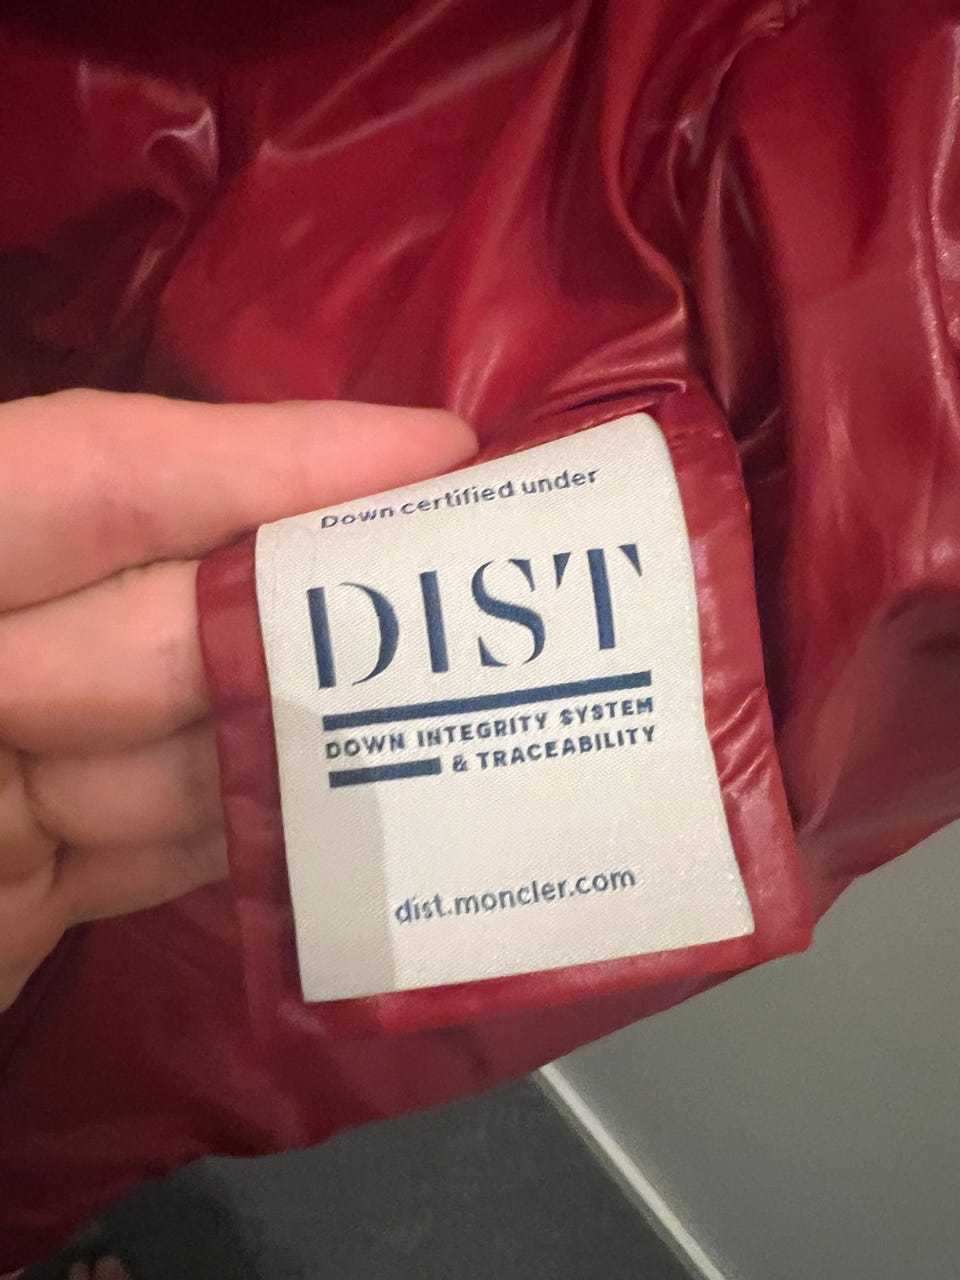 Down certified under
DIST
DOWN INTEGRITY SYSTEM
& TRACEABILITY
dist.moncler.com